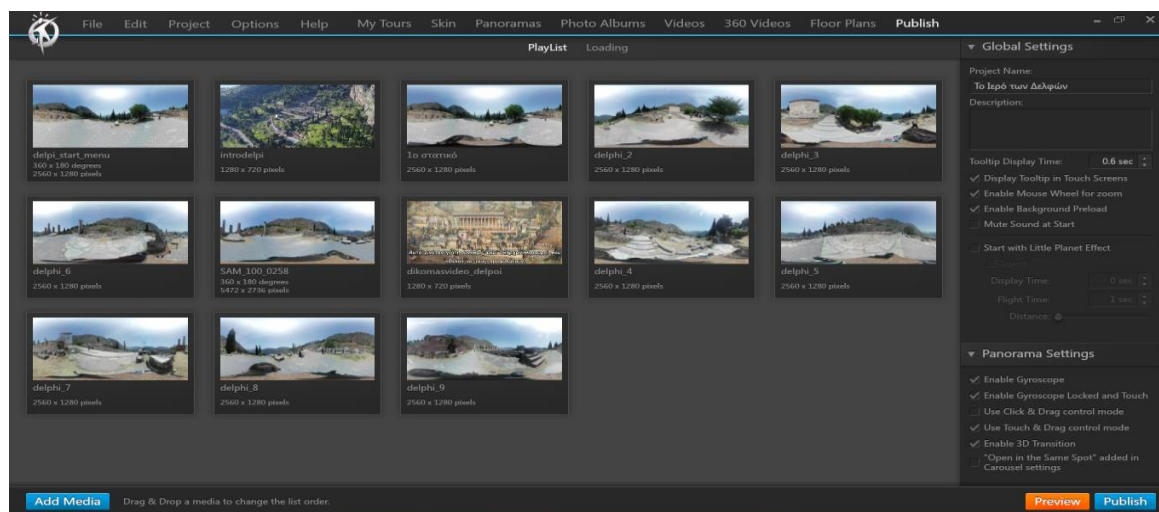 File Edit Project Options Help My Tours Skin Panoramas Photo Albums Videos 360 Videos Floor Plans Publish
PlayList Loading
delpi_start_menu
360 x 180 degrees
2560 x 1280 pixels
introdelpi
1280 x 720 pixels
1ο στατικό
2560 x 1280 pixels
delphi_2
2560 x 1280 pixels
delphi_3
2560 x 1280 pixels
delphi_6
2560 x 1280 pixels
SAM_100_0258
360 x 180 degrees
5472 x 2736 pixels
dikomasvideo_delpoi
1280 x 720 pixels
delphi_4
2560 x 1280 pixels
delphi_5
2560 x 1280 pixels
delphi_7
2560 x 1280 pixels
delphi_8
2560 x 1280 pixels
delphi_9
2560 x 1280 pixels
Global Settings
Project Name:
Το Ιερό των Δελφών
Description:
Tooltip Display Time: 0.6 sec
Display Tooltip in Touch Screens
Enable Mouse Wheel for zoom
Enable Background Preload
Mute Sound at Start
Start with Little Planet Effect
Display Time: 0 sec
Flight Time: 1 sec
Distance:
Panorama Settings
Enable Gyroscope
Enable Gyroscope Locked and Touch
Use Click & Drag control mode
Use Touch & Drag control mode
Enable 3D Transition
"Open in the Same Spot" added in
Carousel settings
Add Media Drag & Drop a media to change the list order.
Preview Publish